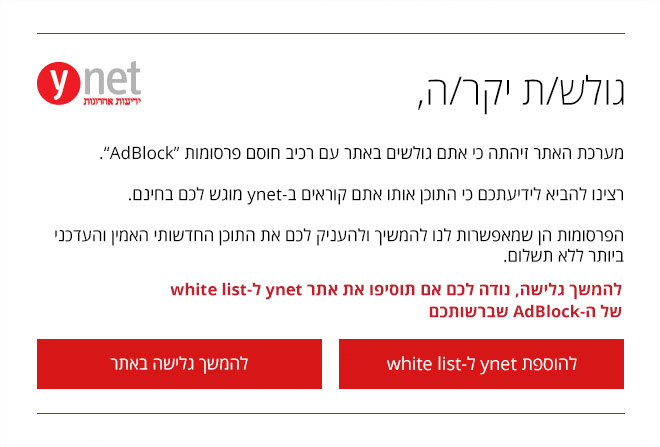 ynet
ידיעות אחרונות
גולש/ת יקר/ה,
מערכת האתר זיהתה כי אתם גולשים באתר עם רכיב חוסם פרסומות ”AdBlock“.
רצינו להביא לידיעתכם כי התוכן אותו אתם קוראים ב-ynet מוגש לכם בחינם.
הפרסומות הן שמאפשרות לנו להמשיך ולהעניק לכם את התוכן החדשותי האמין והעדכני
ביותר ללא תשלום.
להמשך גלישה, נודה לכם אם תוסיפו את אתר ynet ל-white list
של ה-AdBlock שברשותכם
להוספת ynet ל-white list
להמשך גלישה באתר